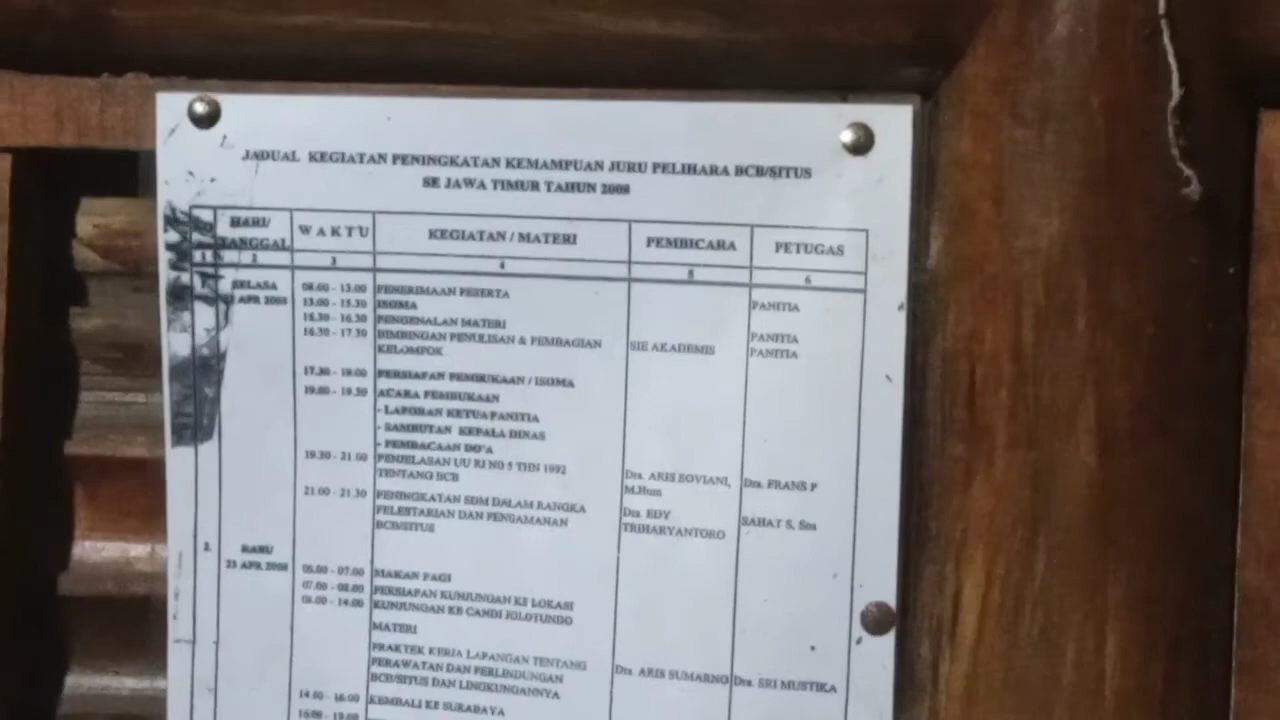 JADUAL KEGIATAN PENINGKATAN KEMAMPUAN JURU PELIHARA BCB/SITUS
SE JAWA TIMUR TAHUN 2008
HARI/ TANGGAL WAKTU KEGIATAN / MATERI PEMBICARA PETUGAS
1 2 3 4 5 6
SELASA 08.00 - 13.00 PENERIMAAN PESERTA
APR 2008 13.00 - 15.30 ISOMA PANITIA
15.30 - 16.30 PENGENALAN MATERI PANITIA
16.30 - 17.30 BIMBINGAN PENULISAN & PEMBAGIAN SIE AKADEMIS PANITIA
KELOMPOK
17.30 - 19.00 PERSIAPAN PEMBUKAAN / ISOMA
19.00 - 19.30 ACARA PEMBUKAAN
- LAPORAN KETUA PANITIA
- SAMBUTAN KEPALA DINAS
- PEMBACAAN DO'A
19.30 - 21.00 PENJELASAN UU RI NO 5 THN 1992 Drs. ARIS SOVIANI, Drs. FRANS P
TENTANG BCB M.Hum
21.00 - 21.30 PENINGKATAN SDM DALAM RANGKA Drs. EDY SAHAT S, Sos
PELESTARIAN DAN PENGAMANAN TRIHARYANTORO
BCB/SITUS
2. RABU
23 APR 2008 06.00 - 07.00 MAKAN PAGI
07.00 - 08.00 PERSIAPAN KUNJUNGAN KE LOKASI
08.00 - 14.00 KUNJUNGAN KE CANDI JOLOTUNDO
MATERI
PRAKTEK KERJA LAPANGAN TENTANG
PERAWATAN DAN PERLINDUNGAN Drs. ARIS SUMARNO Dra. SRI MUSTIKA
BCB/SITUS DAN LINGKUNGANNYA
14.00 - 16.00 KEMBALI KE SURABAYA
16.00 - 19.00